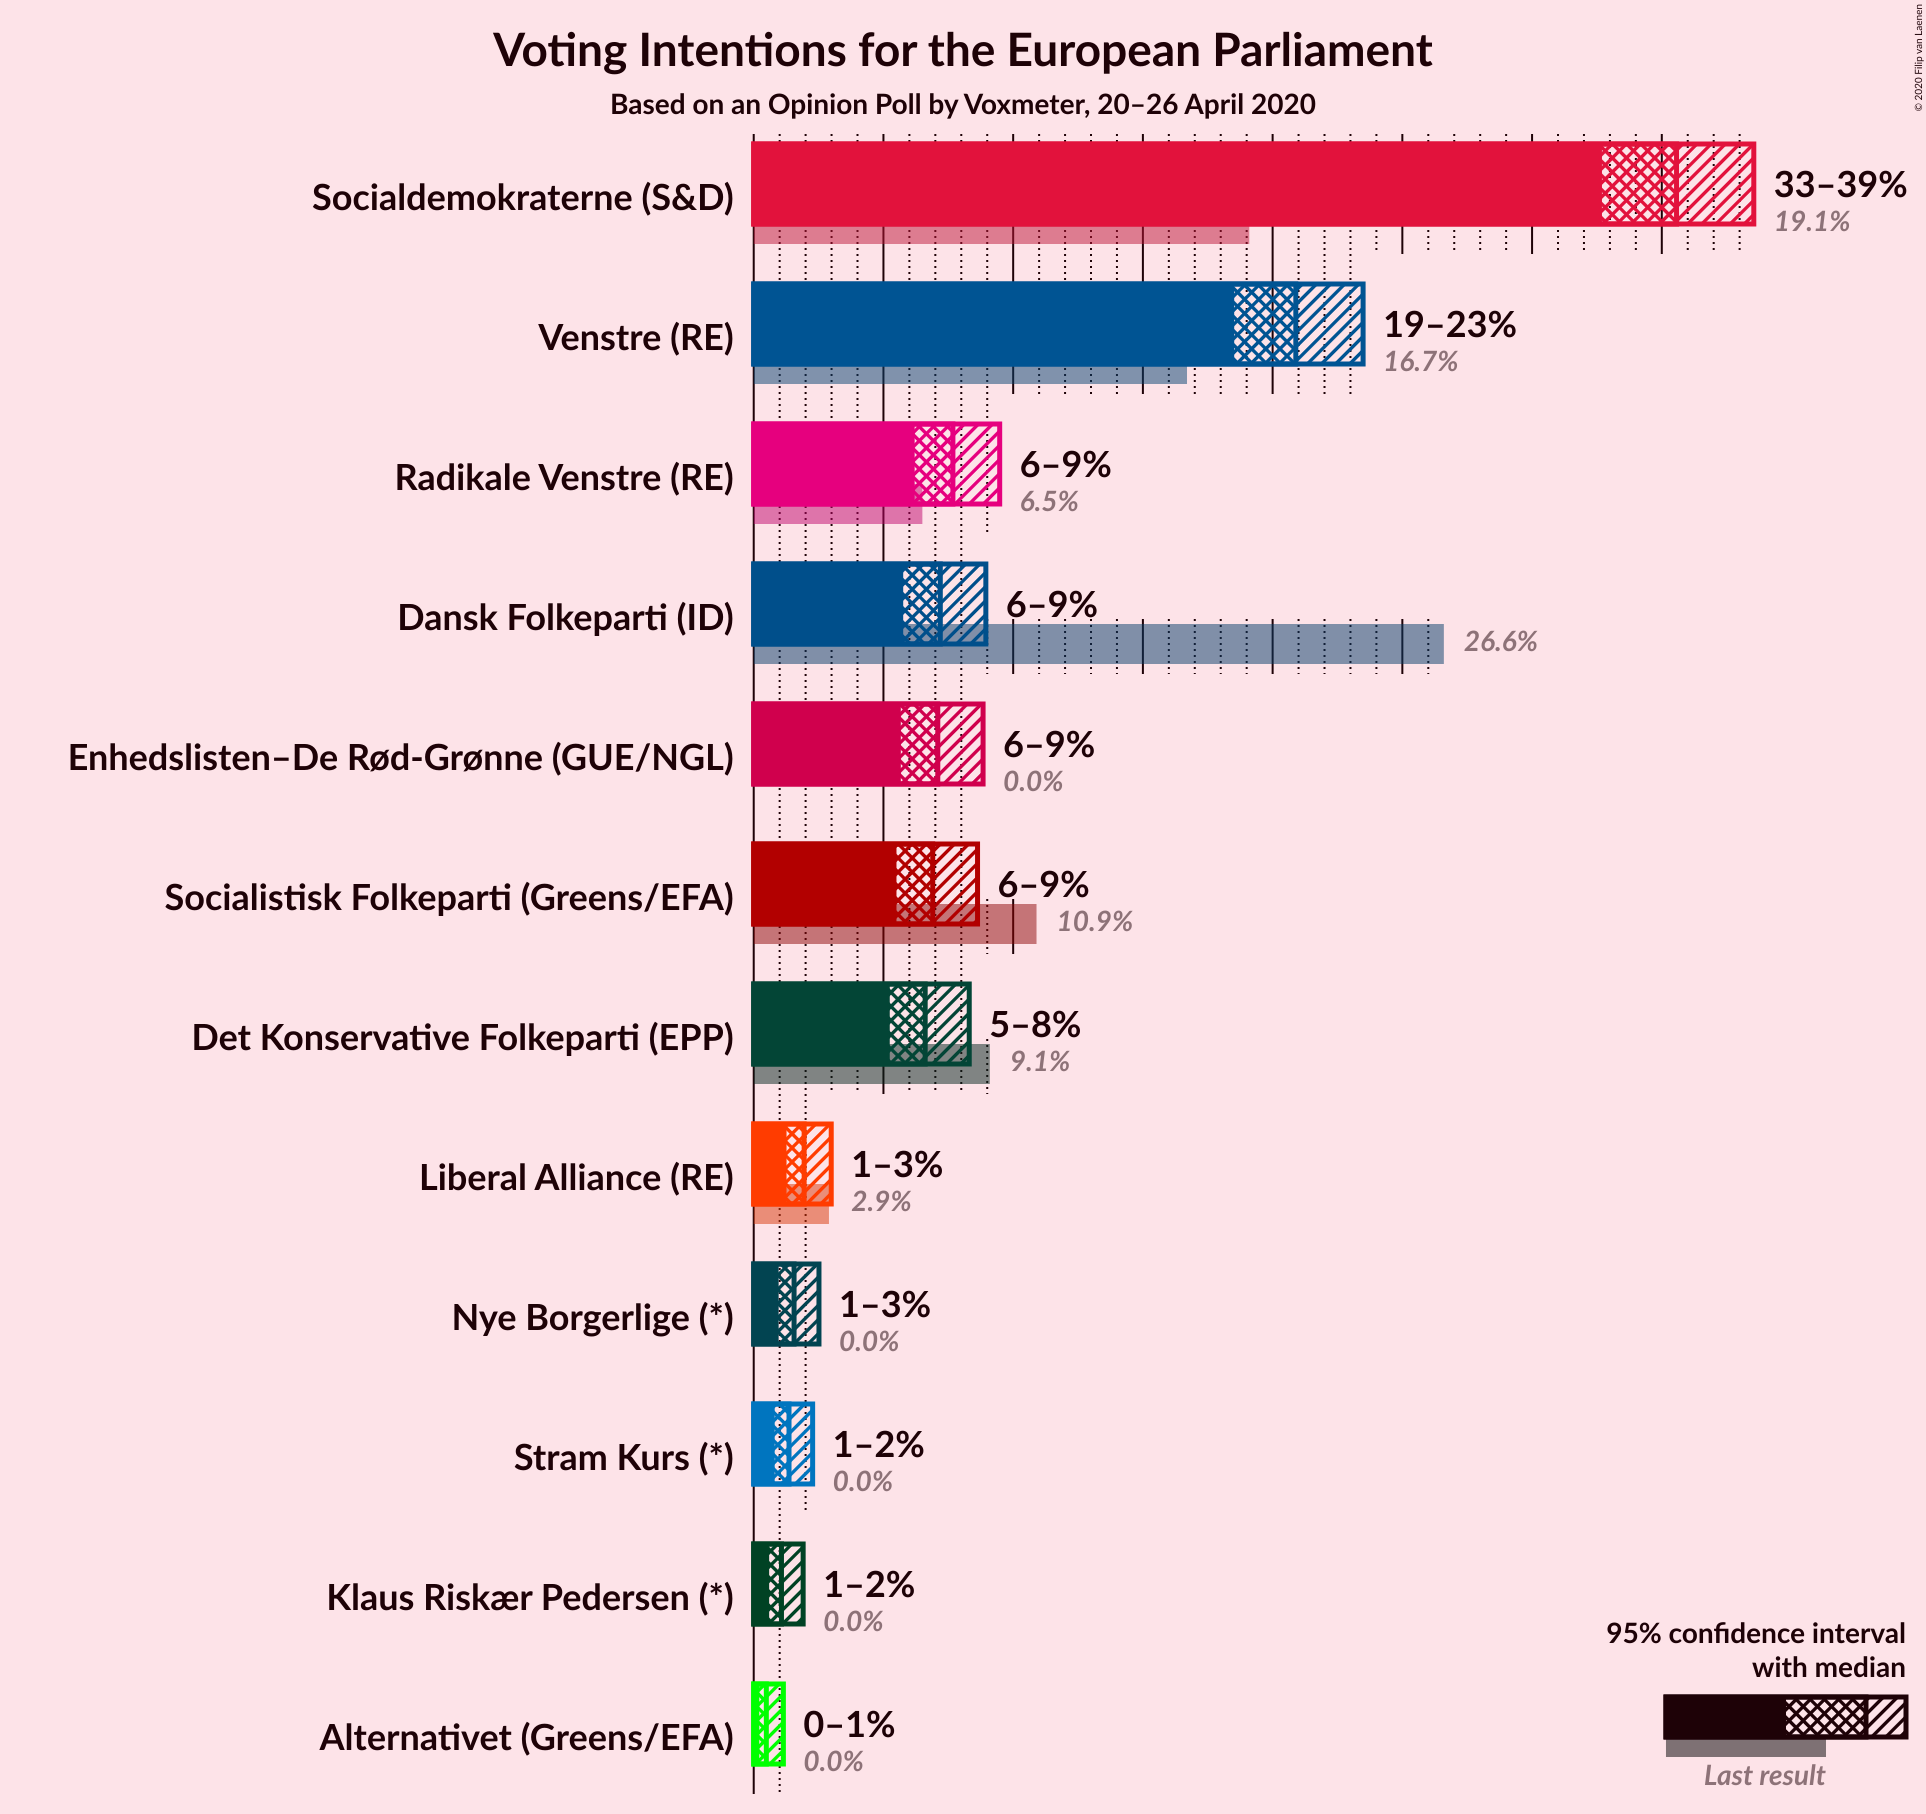 Voting Intentions for the European Parliament
Based on an Opinion Poll by Voxmeter, 20–26 April 2020
© 2020 Filip van Laenen
Socialdemokraterne (S&D)
33–39%
19.1%
Venstre (RE)
19–23%
16.7%
Radikale Venstre (RE)
6–9%
6.5%
Dansk Folkeparti (ID)
6–9%
26.6%
Enhedslisten–De Rød-Grønne (GUE/NGL)
6–9%
0.0%
Socialistisk Folkeparti (Greens/EFA)
6–9%
10.9%
Det Konservative Folkeparti (EPP)
5–8%
9.1%
Liberal Alliance (RE)
1–3%
2.9%
Nye Borgerlige (*)
1–3%
0.0%
Stram Kurs (*)
1–2%
0.0%
Klaus Riskær Pedersen (*)
1–2%
0.0%
Alternativet (Greens/EFA)
0–1%
0.0%
95% confidence interval
with median
Last result